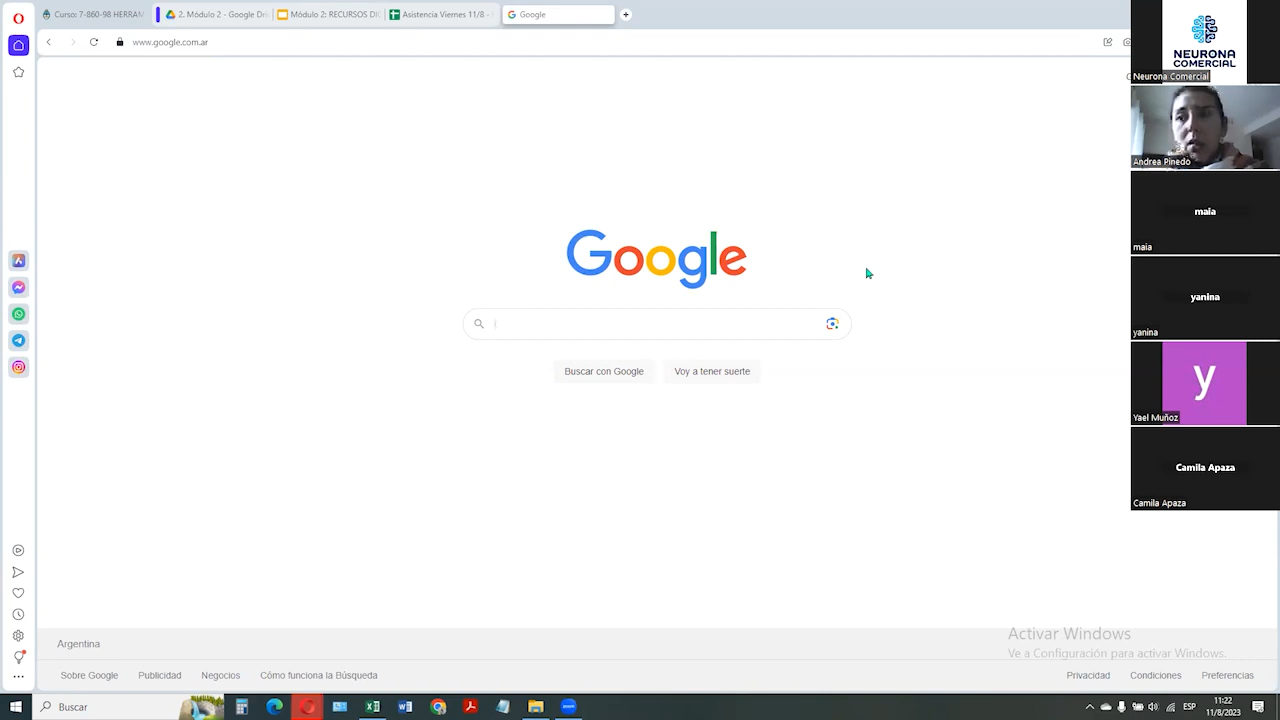 Curso: 7-860-98 HERRAM
2. Módulo 2 - Google Dri
Módulo 2: RECURSOS DIG
Asistencia Viernes 11/8 -
Google
www.google.com.ar
NEURONA
COMERCIAL
Neurona Comercial
Andrea Pinedo
maia
maia
yanina
yanina
y
Yael Muñoz
Camila Apaza
Camila Apaza
Google
Buscar con Google
Voy a tener suerte
Activar Windows
Ve a Configuración para activar Windows.
Argentina
Sobre Google
Publicidad
Negocios
Cómo funciona la Búsqueda
Privacidad
Condiciones
Preferencias
Buscar
zoom
ESP
11:22
11/8/2023